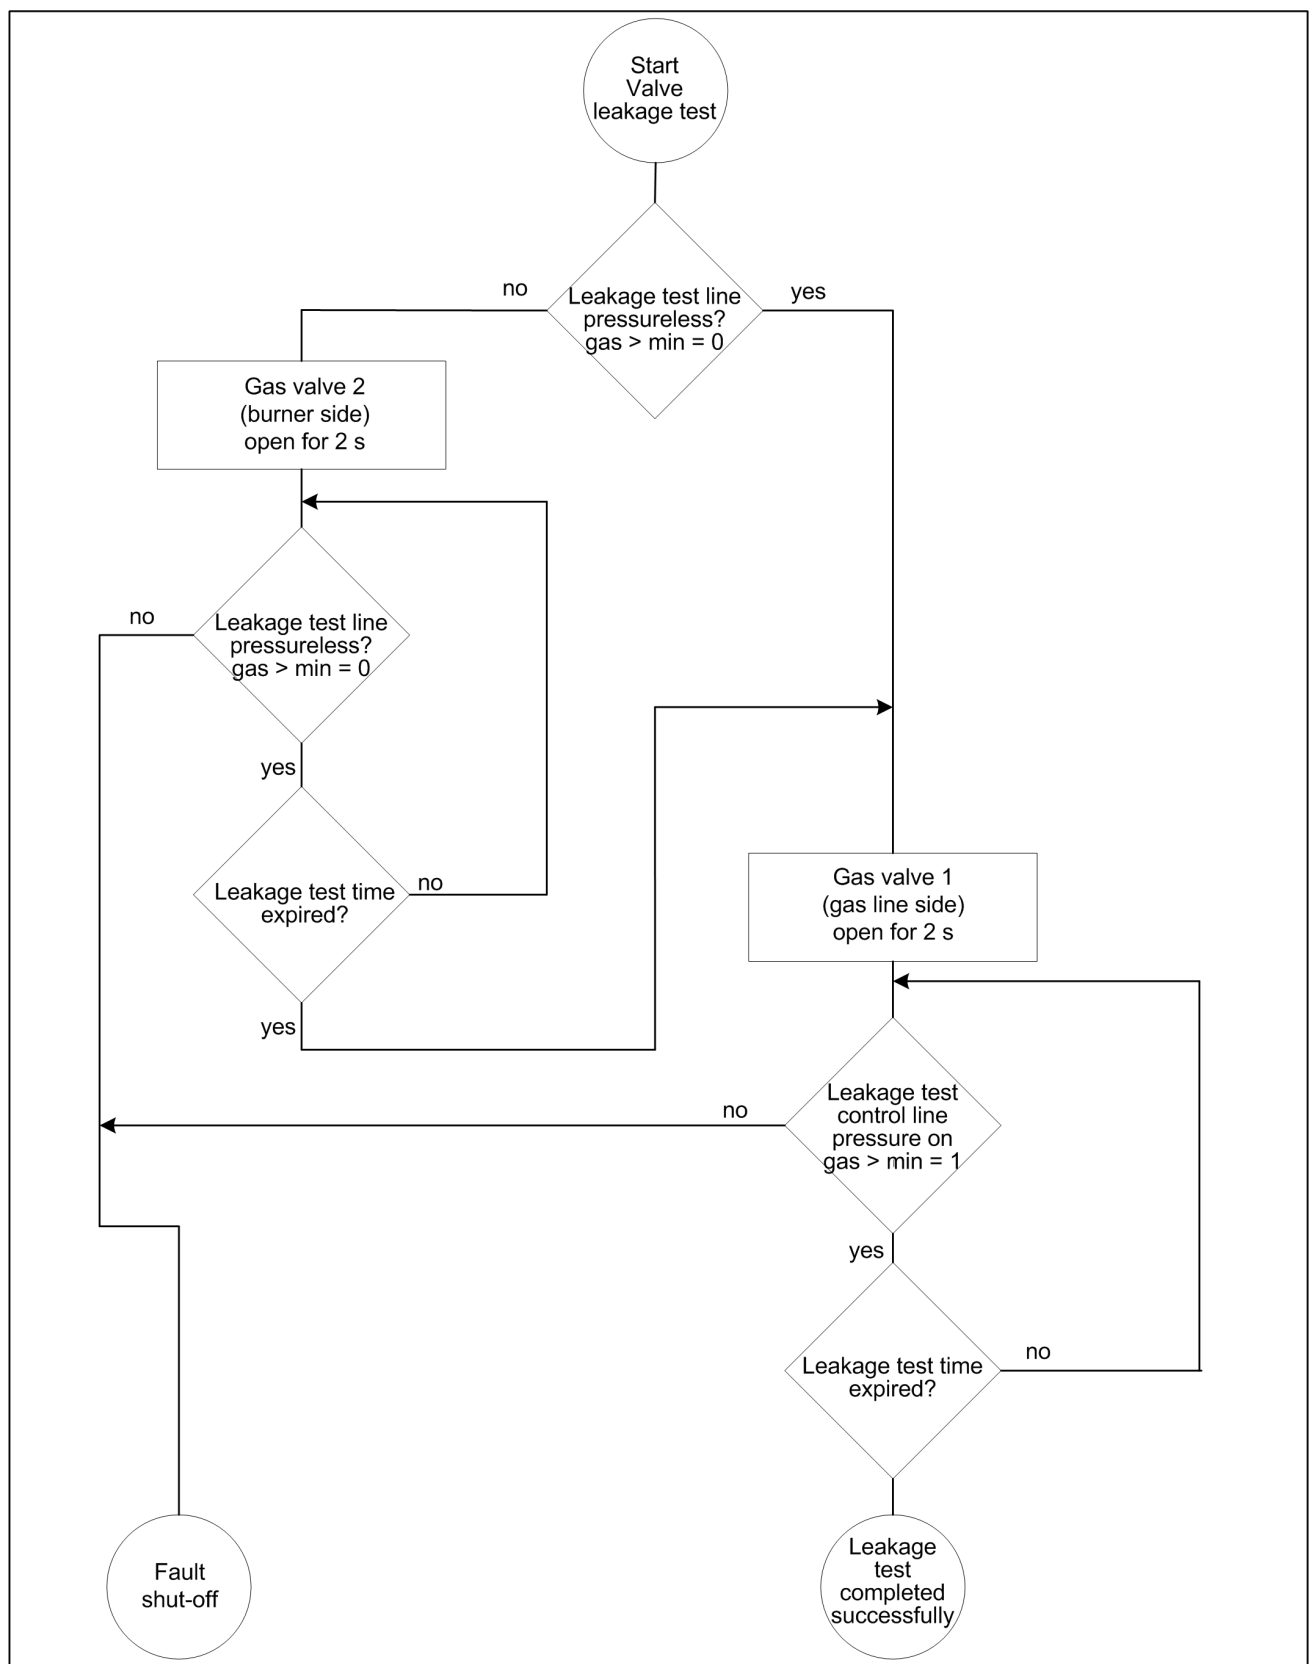 Start
Valve
leakage test
no
yes
Leakage test line
pressureless?
gas > min = 0
Gas valve 2
(burner side)
open for 2 s
no
Leakage test line
pressureless?
gas > min = 0
yes
Leakage test time
expired?
no
yes
Gas valve 1
(gas line side)
open for 2 s
no
Leakage test
control line
pressure on
gas > min = 1
yes
Leakage test time
expired?
no
Fault
shut-off
Leakage
test
completed
successfully